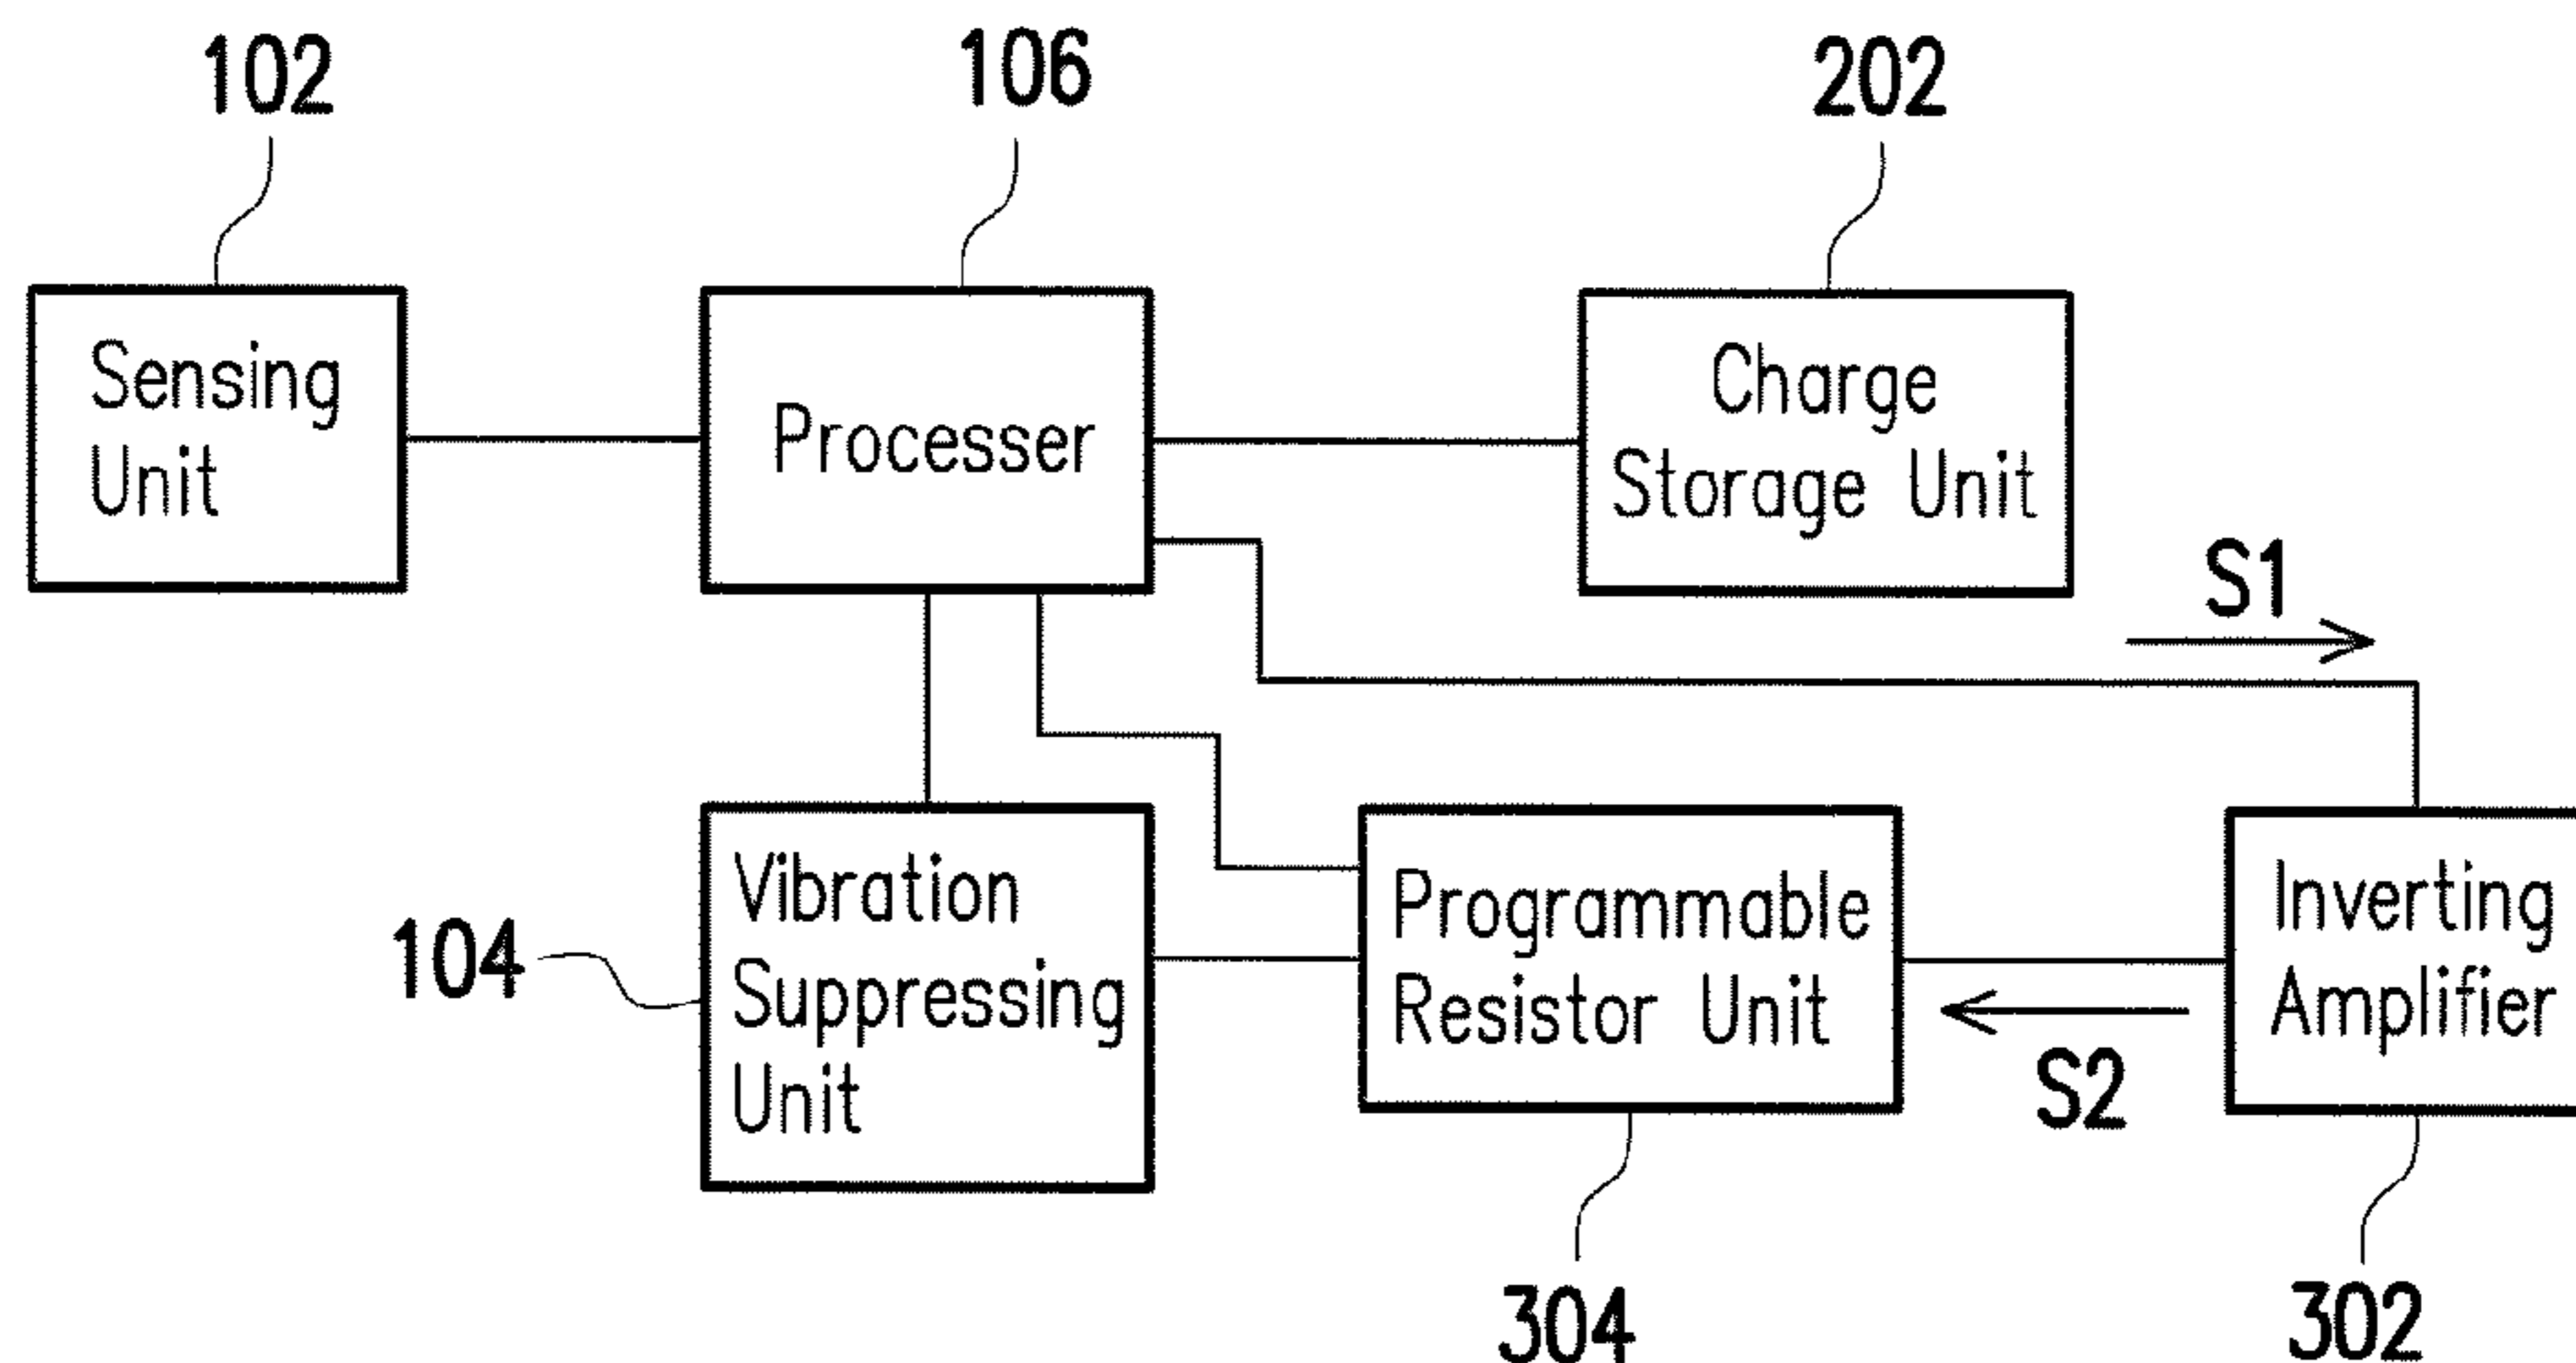 102
106
202
Sensing
Unit
Processer
Charge
Storage Unit
S1
104
Vibration
Suppressing
Unit
Programmable
Resistor Unit
Inverting
Amplifier
S2
304
302